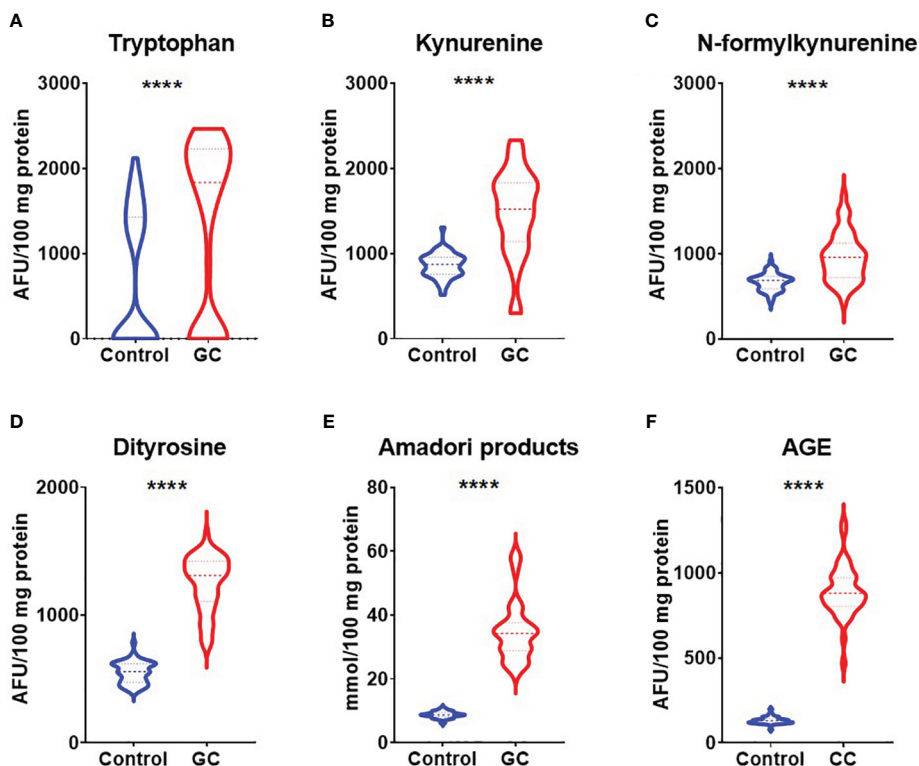 A
Tryptophan
****
AFU/100 mg protein
3000
2000
1000
0
Control GC
B
Kynurenine
****
AFU/100 mg protein
3000
2000
1000
0
Control GC
C
N-formylkynurenine
****
AFU/100 mg protein
3000
2000
1000
0
Control GC
D
Dityrosine
****
AFU/100 mg protein
2000
1000
0
Control GC
E
Amadori products
****
mmol/100 mg protein
80
60
40
20
0
Control GC
F
AGE
****
AFU/100 mg protein
1500
1000
500
0
Control CC